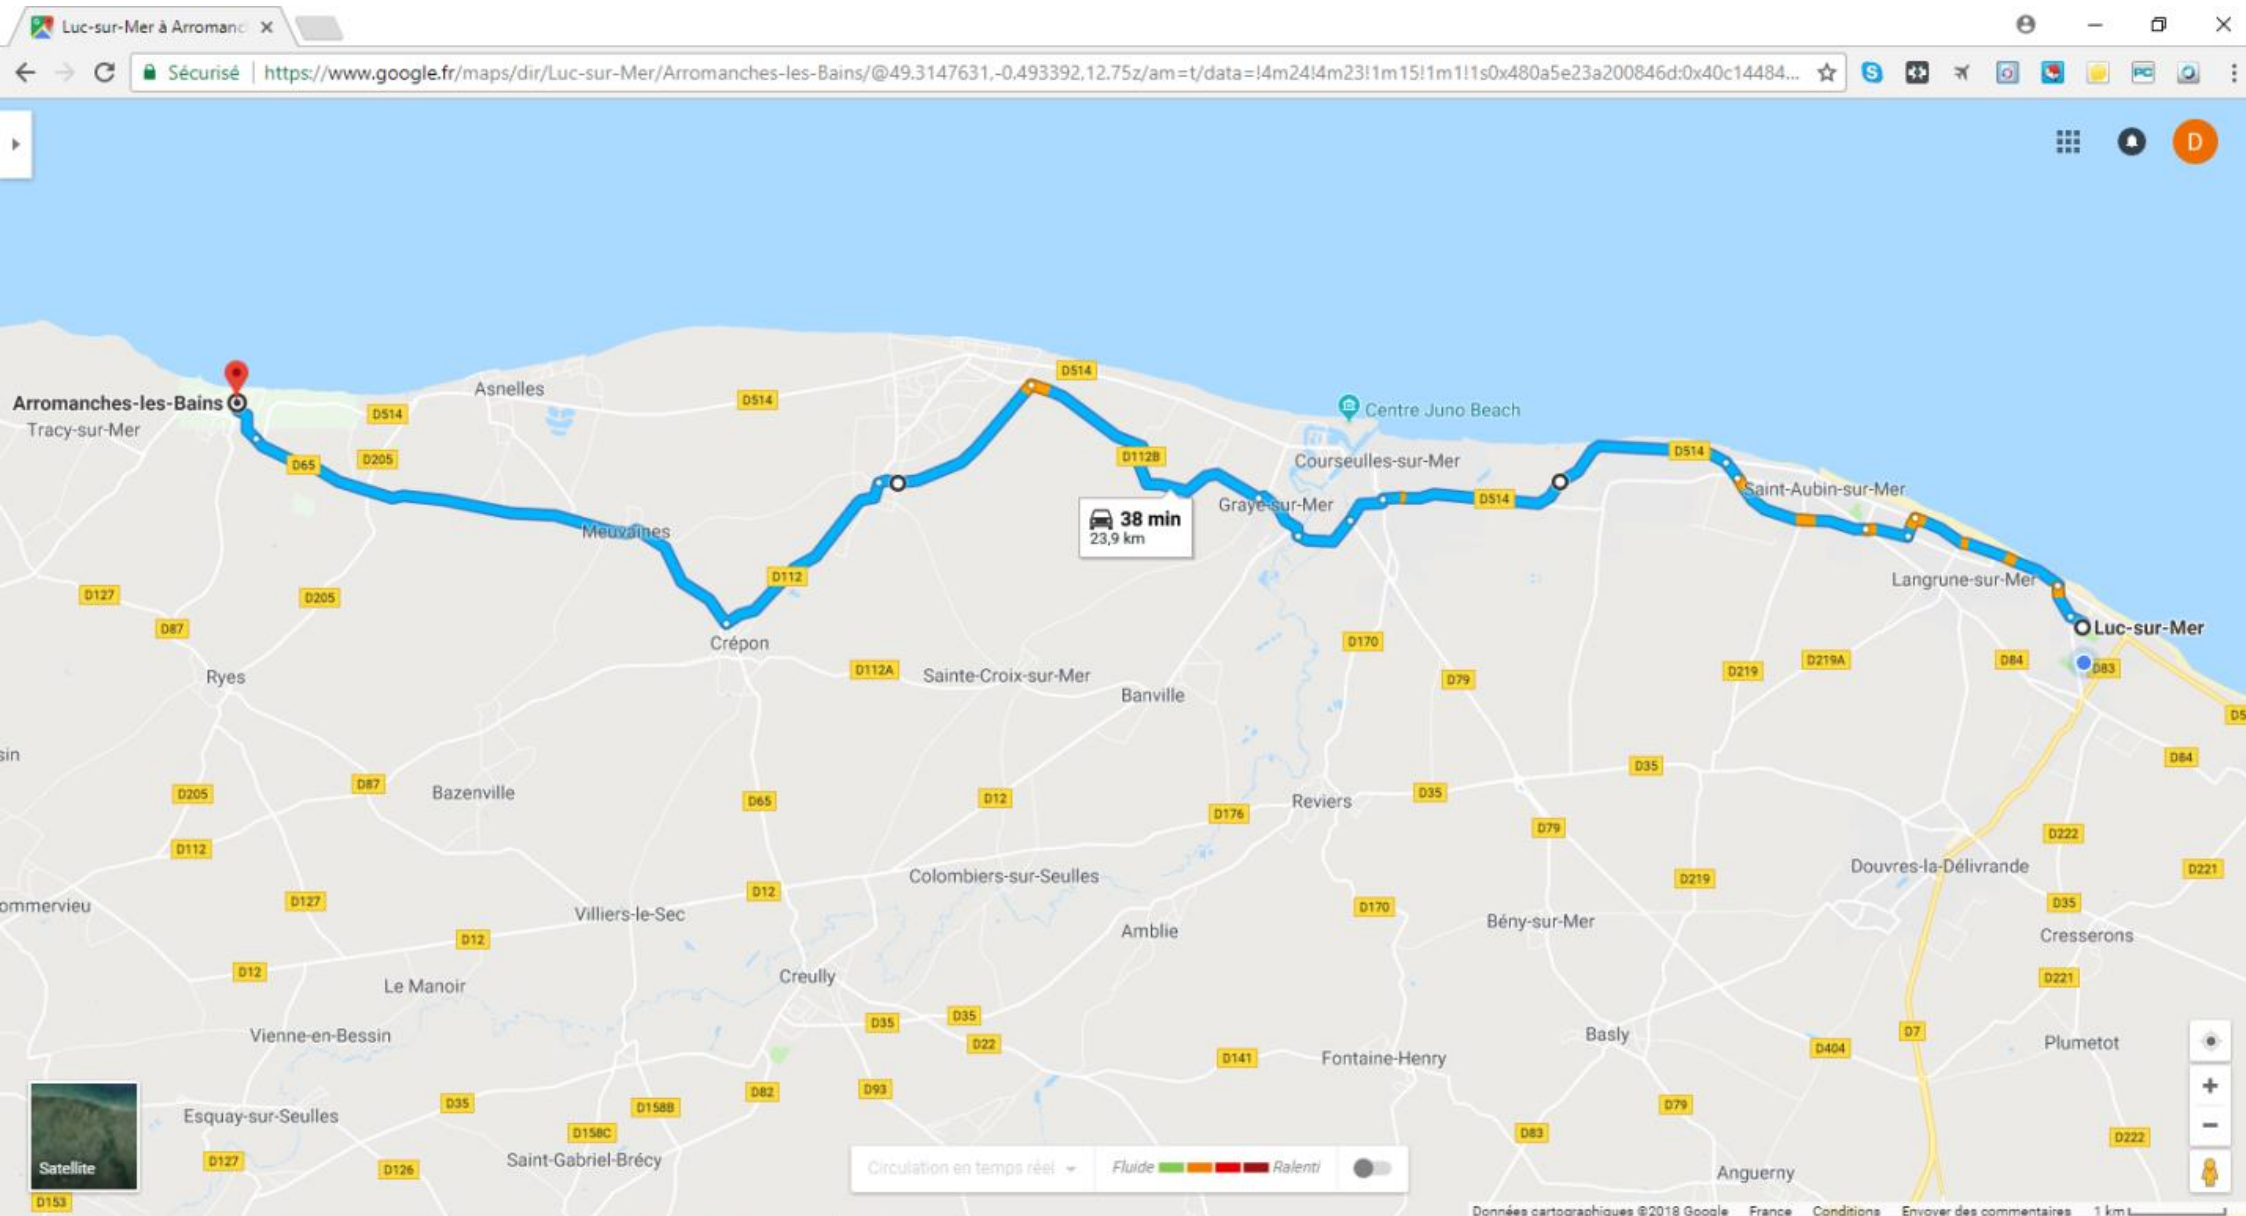 Luc-sur-Mer à Arromanc
Sécurisé
https://www.google.fr/maps/dir/Luc-sur-Mer/Arromanches-les-Bains/@49.3147631,-0.493392,12.75z/am=t/data=!4m24!4m23!1m15!1m1!1s0x480a5e23a200846d:0x40c14484...
D
D514
Asnelles
D514
Arromanches-les-Bains
D514
Centre Juno Beach
Tracy-sur-Mer
D514
D112B
D65
D205
Courseulles-sur-Mer
Saint-Aubin-sur-Mer
D514
Graye-sur-Mer
38 min
23,9 km
Meuvaines
D112
Langrune-sur-Mer
D127
D205
D87
Luc-sur-Mer
Crépon
D170
D112A
Sainte-Croix-sur-Mer
D219
D219A
D84
D83
Ryes
D79
Banville
D5
sin
D84
D35
D205
D87
Bazenville
D65
D12
Reviers
D35
D176
D79
D222
D112
Douvres-la-Délivrande
D221
Colombiers-sur-Seulles
D219
D12
ommervieu
D127
Villiers-le-Sec
D170
D35
Bény-sur-Mer
Amblie
D12
Cresserons
D12
Le Manoir
Creully
D221
D35
D35
Vienne-en-Bessin
D22
Basly
D7
D404
Plumetot
D141
Fontaine-Henry
D82
D93
Esquay-sur-Seulles
D35
D158B
D79
D158C
D83
D222
Satellite
D127
D126
Saint-Gabriel-Brécy
Circulation en temps réel
Fluide
Ralenti
Anguerny
D153
Données cartographiques ©2018 Google France Conditions Envoyer des commentaires 1 km